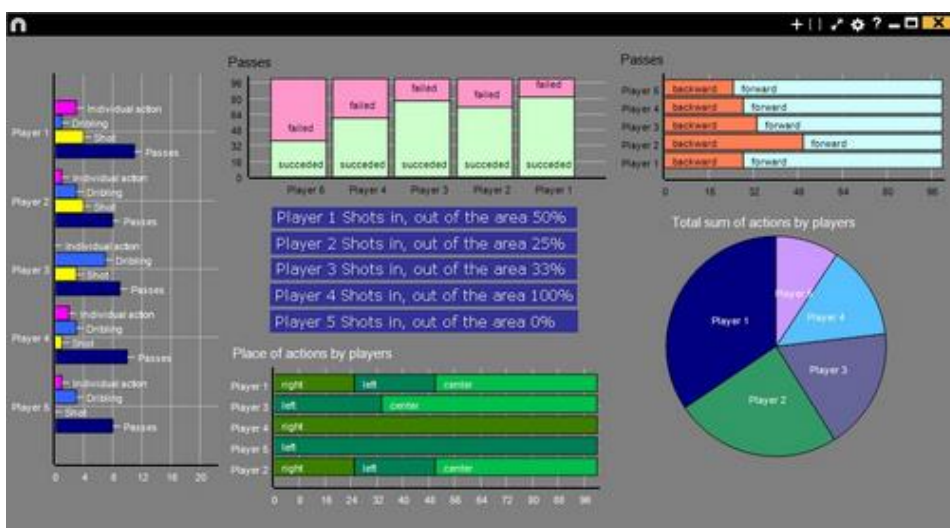 Player 1
Individual action
Dribling
Shot
Passes
Player 2
Individual action
Dribling
Shot
Passes
Player 3
Individual action
Dribling
Shot
Passes
Player 4
Individual action
Dribling
Shot
Passes
Player 5
Individual action
Dribling
Shot
Passes
0 4 8 12 16 20
Passes
96
80
64
48
32
16
0
failed failed failed failed failed
succeded succeded succeded succeded succeded
Player 4 Player 3 Player 2 Player 1
Player 1 Shots in, out of the area 50%
Player 2 Shots in, out of the area 25%
Player 3 Shots in, out of the area 33%
Player 4 Shots in, out of the area 100%
Player 5 Shots in, out of the area 0%
Place of actions by players
Player 1 right left center
Player 3 left center
Player 4 right
Player 5 left
Player 2 right left center
0 8 16 24 32 40 48 56 64 72 80 88 96
Passes
Player 5 backward forward
Player 4 backward forward
Player 3 backward forward
Player 2 backward forward
Player 1 backward forward
0 16 32 48 64 80 96
Total sum of actions by players
Player 1
Player 5
Player 4
Player 3
Player 2